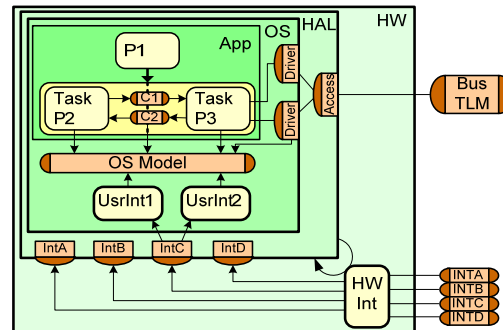 HW
HAL
OS
App
P1
Driver
Access
Bus
TLM
C1
Task
P2
Task
P3
C2
Driver
OS Model
UsrInt1
UsrInt2
IntA
IntB
IntC
IntD
HW
Int
INTA
INTB
INTC
INTD